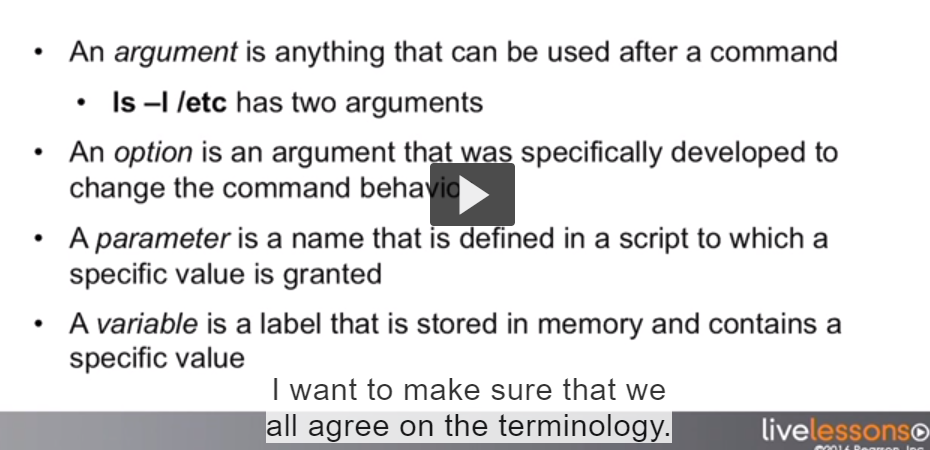 • An argument is anything that can be used after a command
• ls –l /etc has two arguments
• An option is an argument that was specifically developed to
change the command behavio
• A parameter is a name that is defined in a script to which a
specific value is granted
• A variable is a label that is stored in memory and contains a
specific value
I want to make sure that we
all agree on the terminology.
livelessons
©2016 Pearson, Inc.